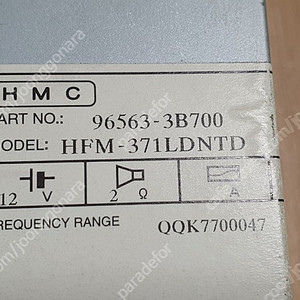 HMC
ART NO.: 96563-3B700
ODEL: HFM-371LDNTD
12 V 2 Ω A
REQUENCY RANGE QQK7700047